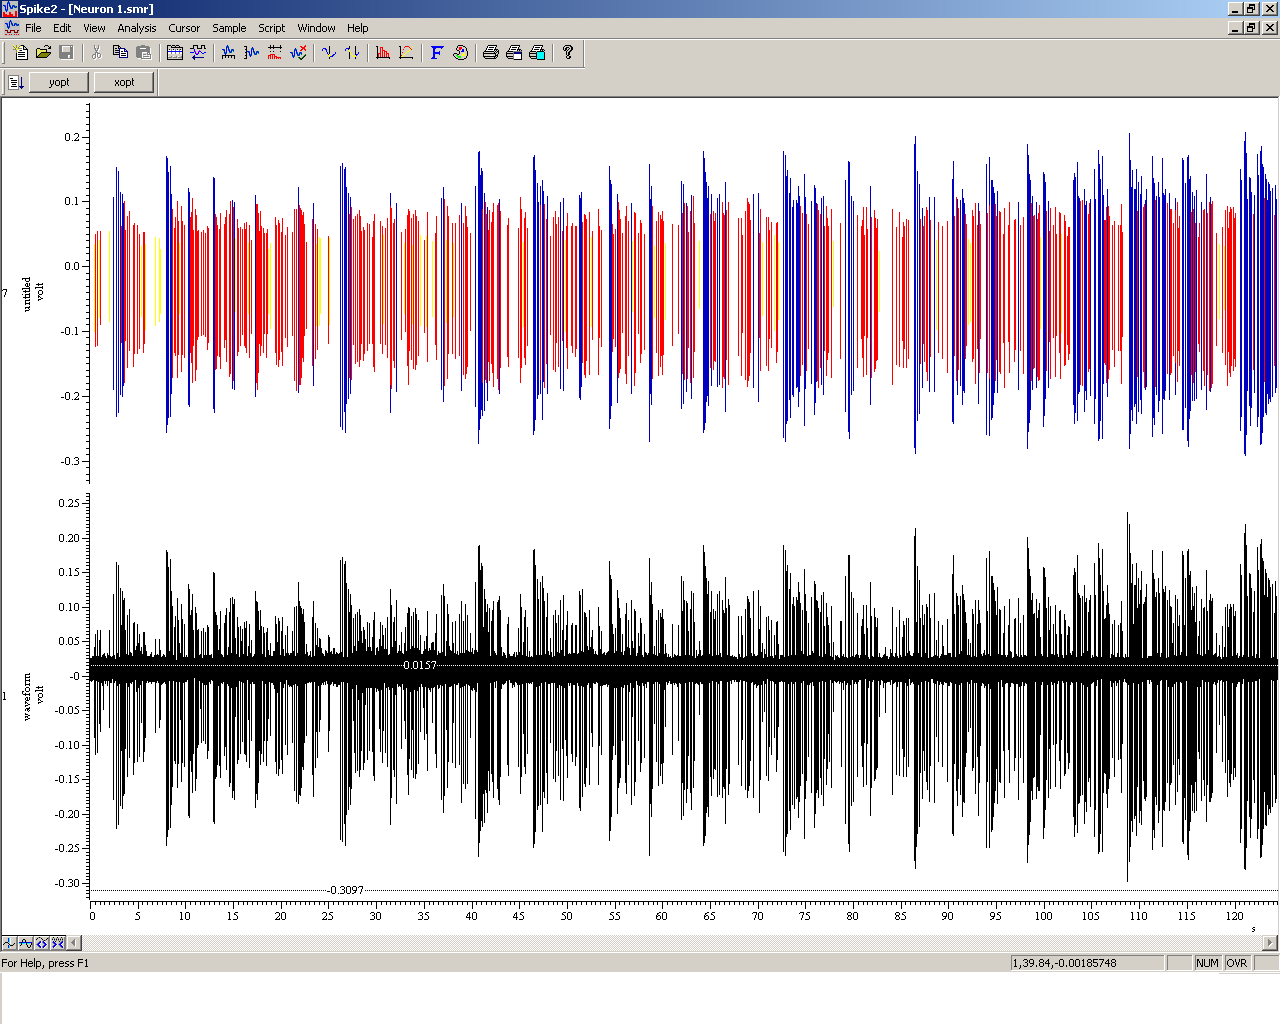 Spike2 - [Neuron 1.smr]
File Edit View Analysis Cursor Sample Script Window Help
F ?
yopt xopt
0.2
0.1
0.0
-0.1
-0.2
-0.3
7
untitled
volt
0.25
0.20
0.15
0.10
0.05
-0
-0.05
-0.10
-0.15
-0.20
-0.25
-0.30
1
waveform
volt
0.0157
-0.3097
0 5 10 15 20 25 30 35 40 45 50 55 60 65 70 75 80 85 90 95 100 105 110 115 120
s
For Help, press F1
1,39.84,-0.00185748
NUM OVR